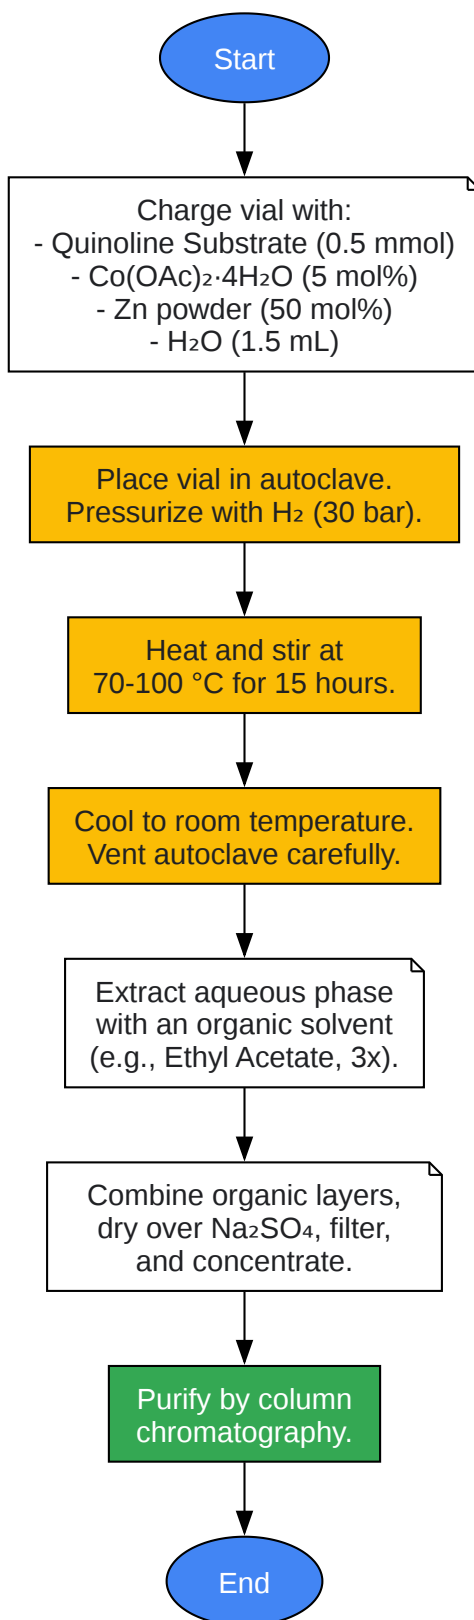 Start
Charge vial with:
- Quinoline Substrate (0.5 mmol)
- Co(OAc)₂·4H₂O (5 mol%)
- Zn powder (50 mol%)
- H₂O (1.5 mL)
Place vial in autoclave.
Pressurize with H₂ (30 bar).
Heat and stir at
70-100 °C for 15 hours.
Cool to room temperature.
Vent autoclave carefully.
Extract aqueous phase
with an organic solvent
(e.g., Ethyl Acetate, 3x).
Combine organic layers,
dry over Na₂SO₄, filter,
and concentrate.
Purify by column
chromatography.
End